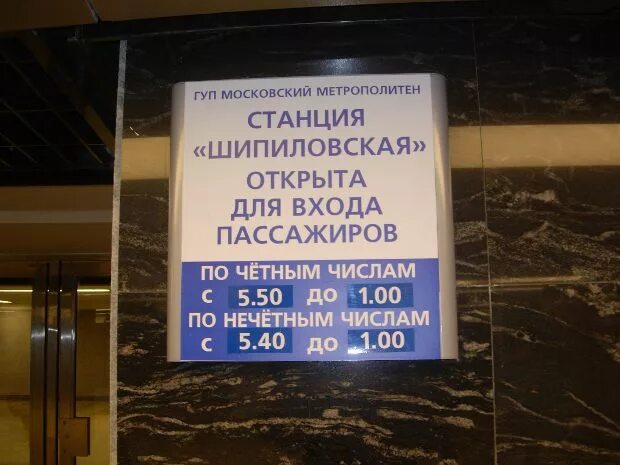 ГУП МОСКОВСКИЙ МЕТРОПОЛИТЕН
СТАНЦИЯ
«ШИПИЛОВСКАЯ»
ОТКРЫТА
ДЛЯ ВХОДА
ПАССАЖИРОВ
ПО ЧЁТНЫМ ЧИСЛАМ
С 5.50 ДО 1.00
ПО НЕЧЁТНЫМ ЧИСЛАМ
С 5.40 ДО 1.00